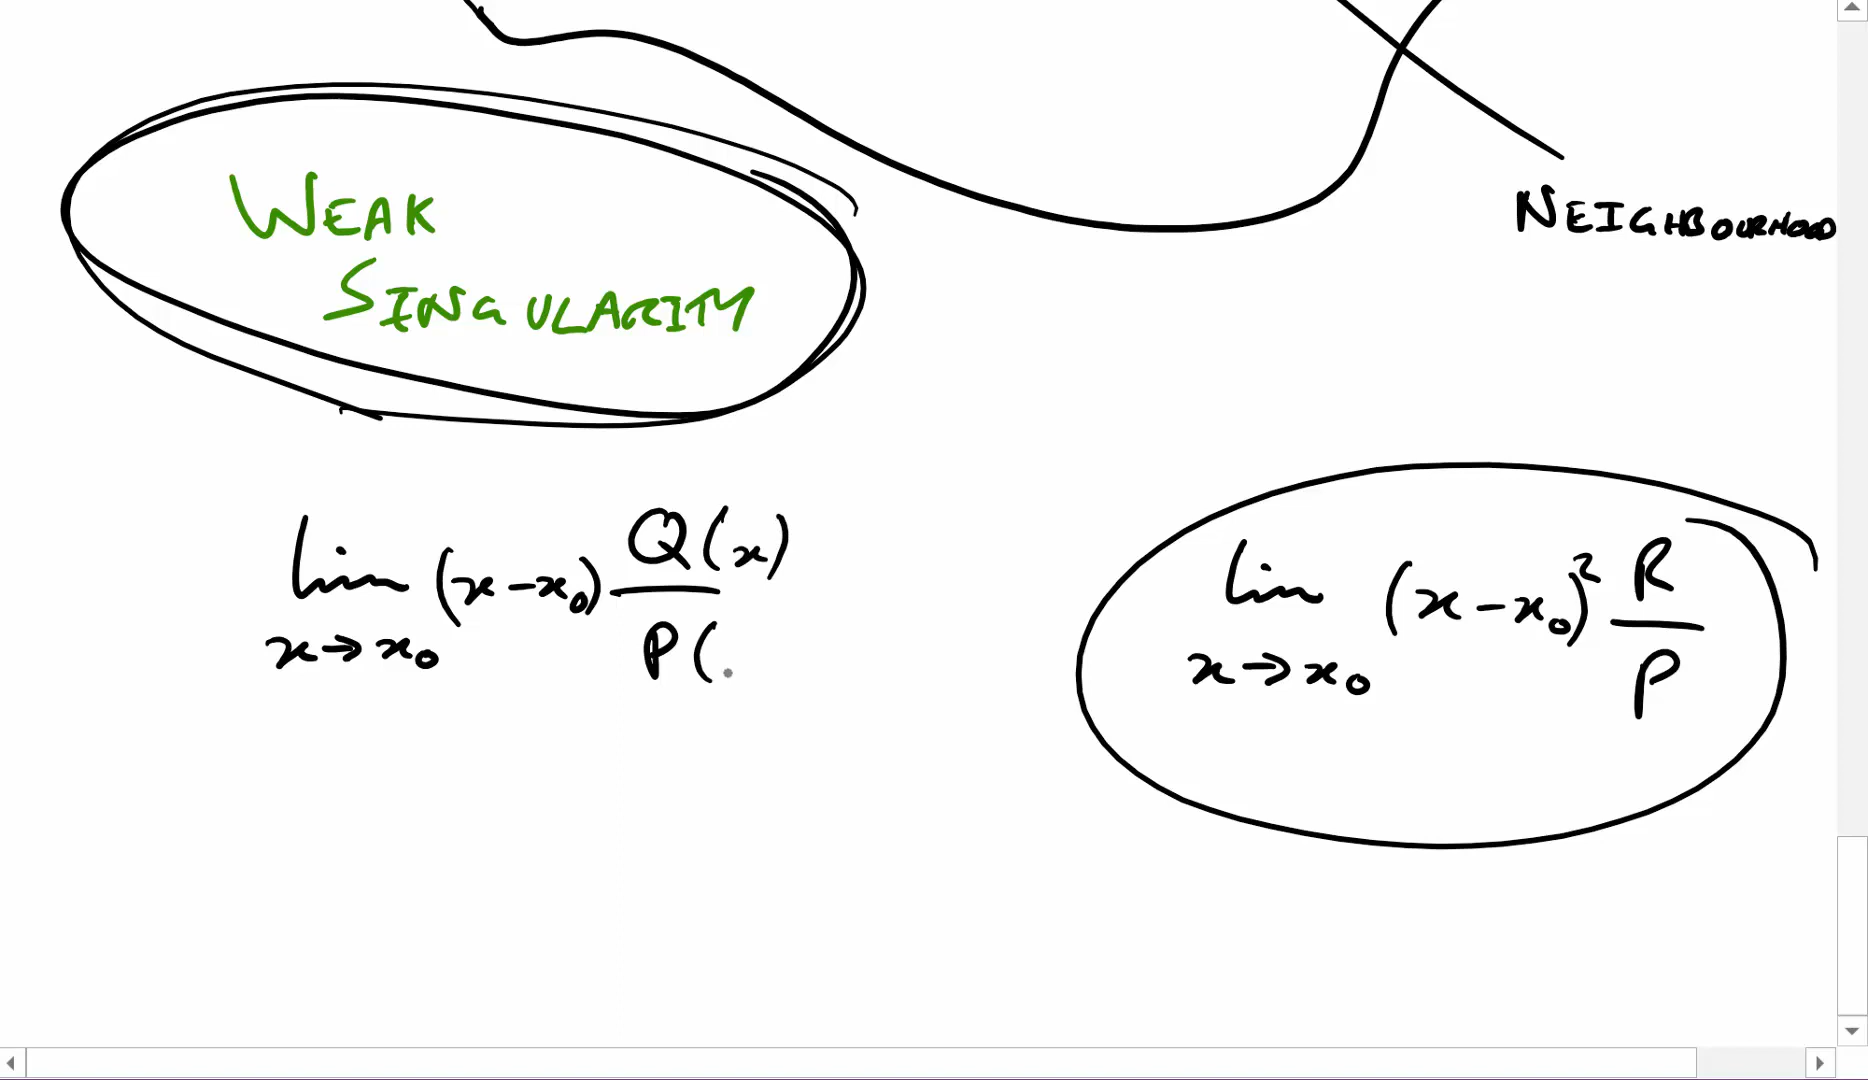 NEIGHBOURHOOD
WEAK
SINGULARITY
lim (x-x₀) Q(x)/P(
x→x₀
lim (x-x₀)² R/P
x→x₀